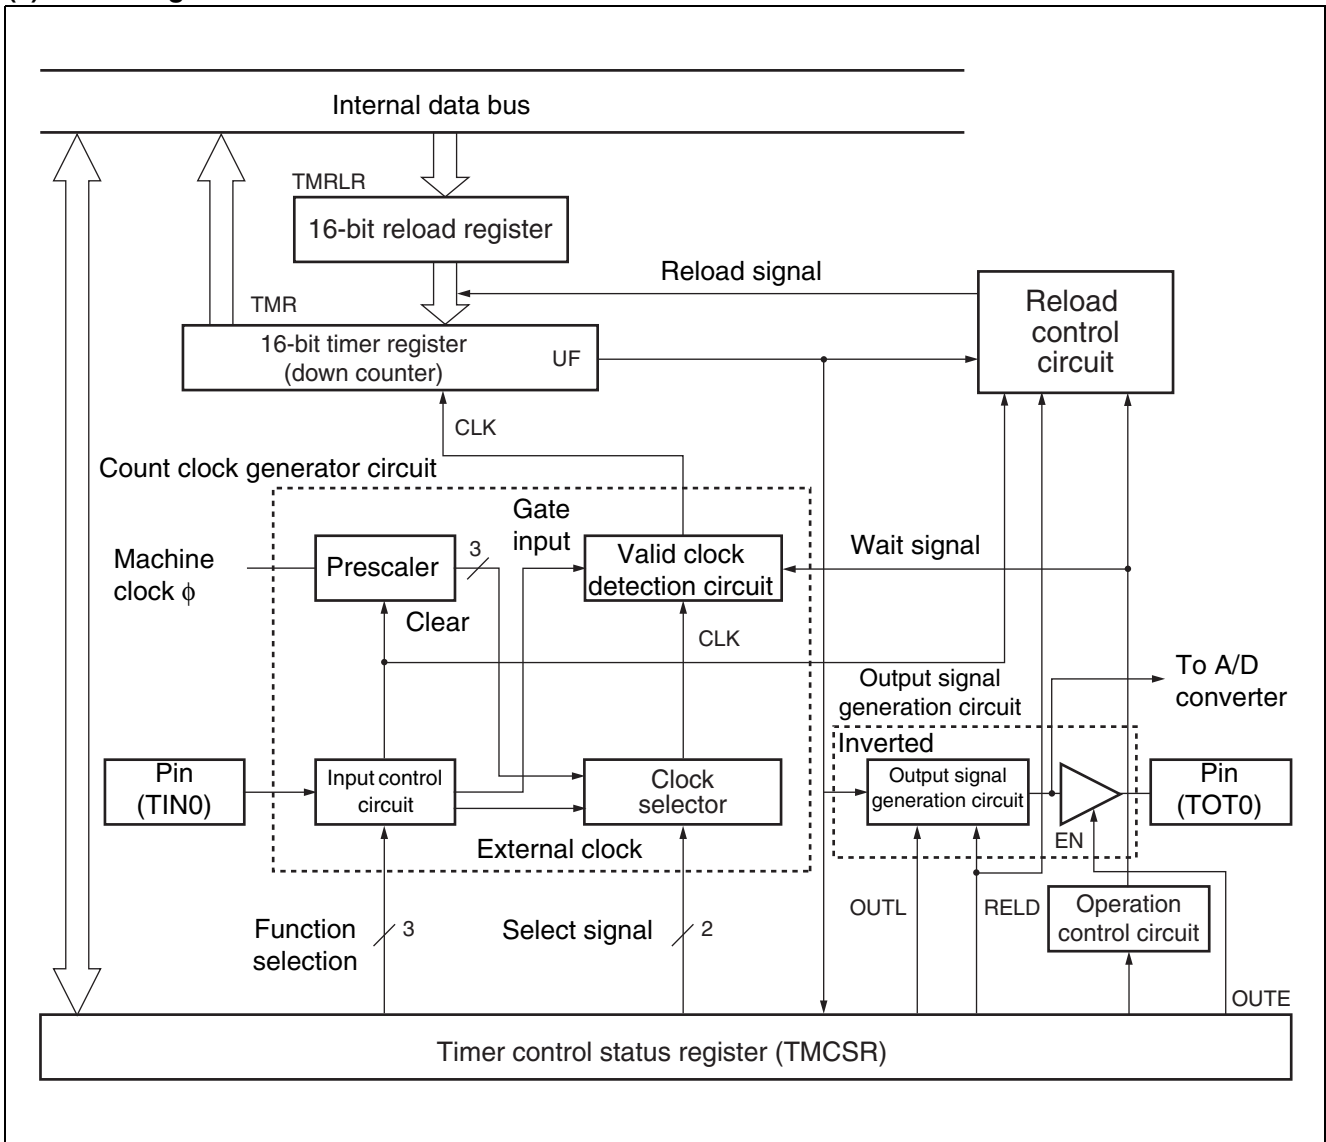 Internal data bus
TMRLR
16-bit reload register
Reload signal
TMR
16-bit timer register
(down counter)
UF
Reload
control
circuit
CLK
Count clock generator circuit
Gate
input
Machine
clock ϕ
Prescaler
3
Valid clock
detection circuit
Wait signal
Clear
CLK
To A/D
converter
Output signal
generation circuit
Inverted
Pin
(TIN0)
Input control
circuit
Clock
selector
Output signal
generation circuit
Pin
(TOT0)
EN
External clock
Function
selection
3
Select signal
2
OUTL
RELD
Operation
control circuit
OUTE
Timer control status register (TMCSR)